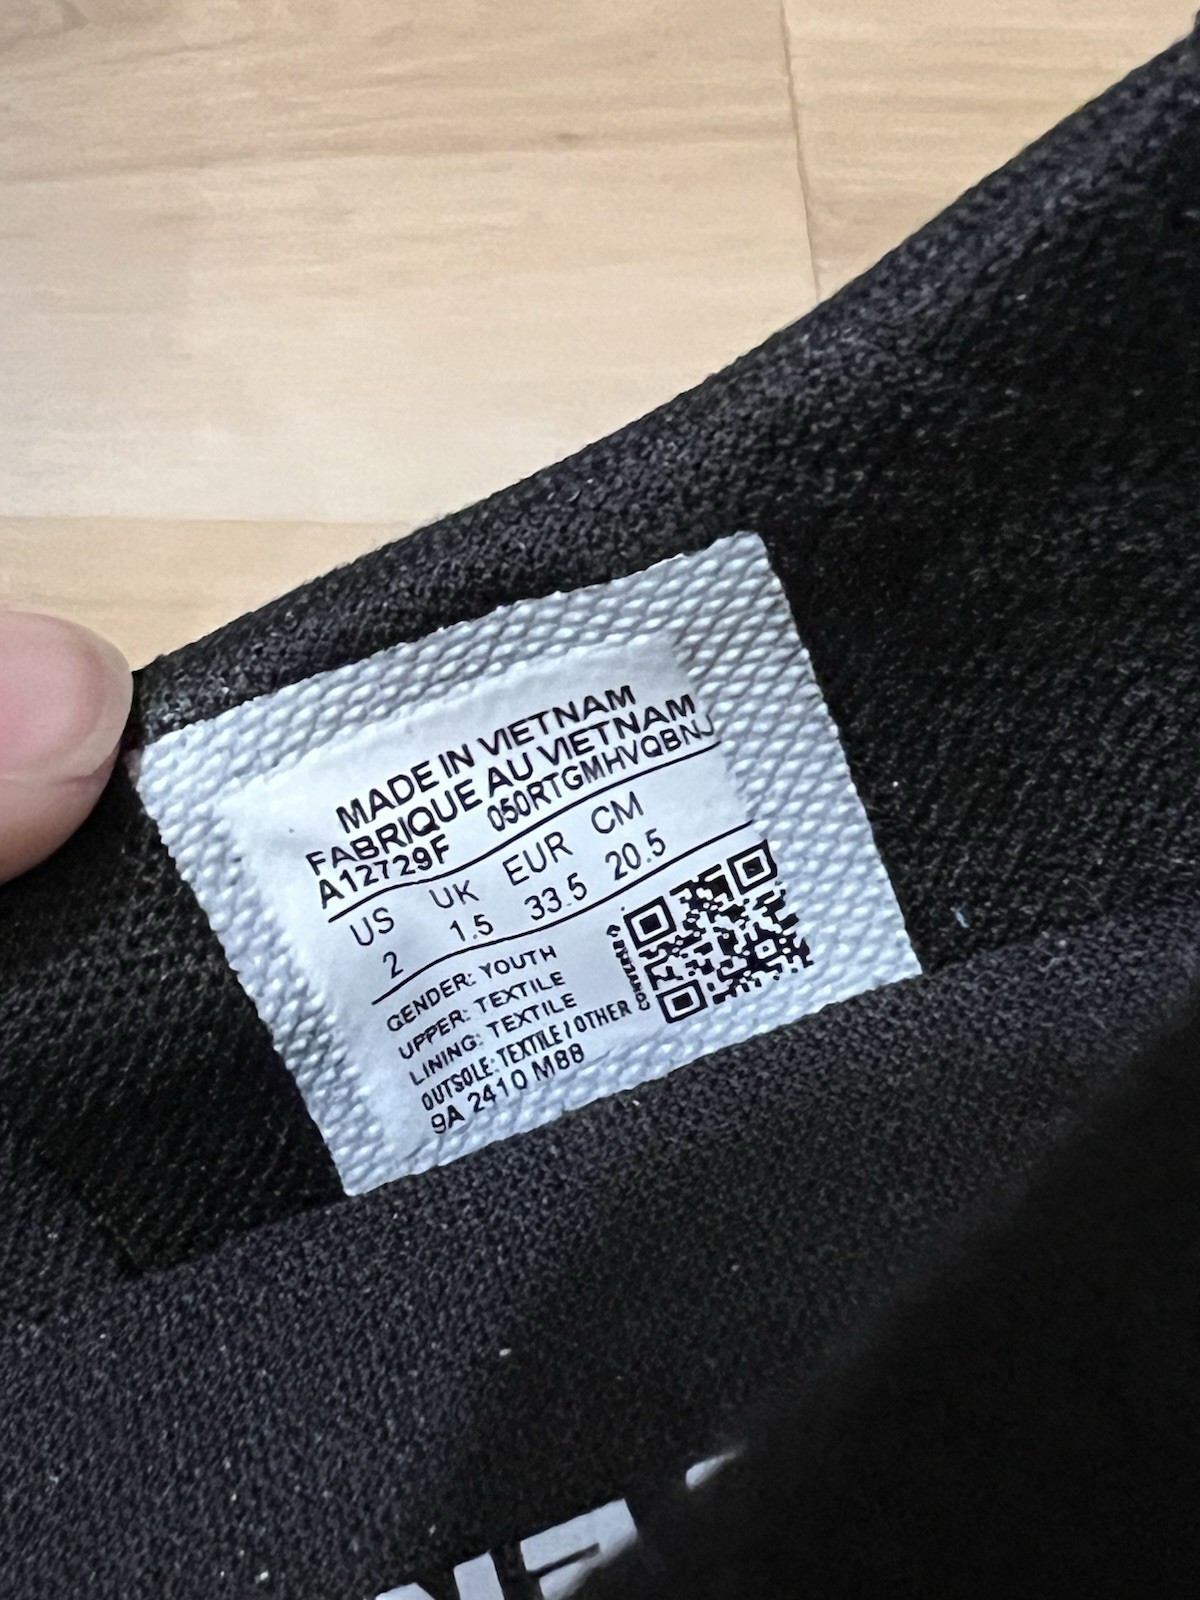 MADE IN VIETNAM
FABRIQUE AU VIETNAM
A12729F 050RTGMHVQBNJ
US UK EUR CM
2 1.5 33.5 20.5
GENDER: YOUTH
UPPER: TEXTILE
LINING: TEXTILE
OUTSOLE: TEXTILE / OTHER
9A 2410 M88